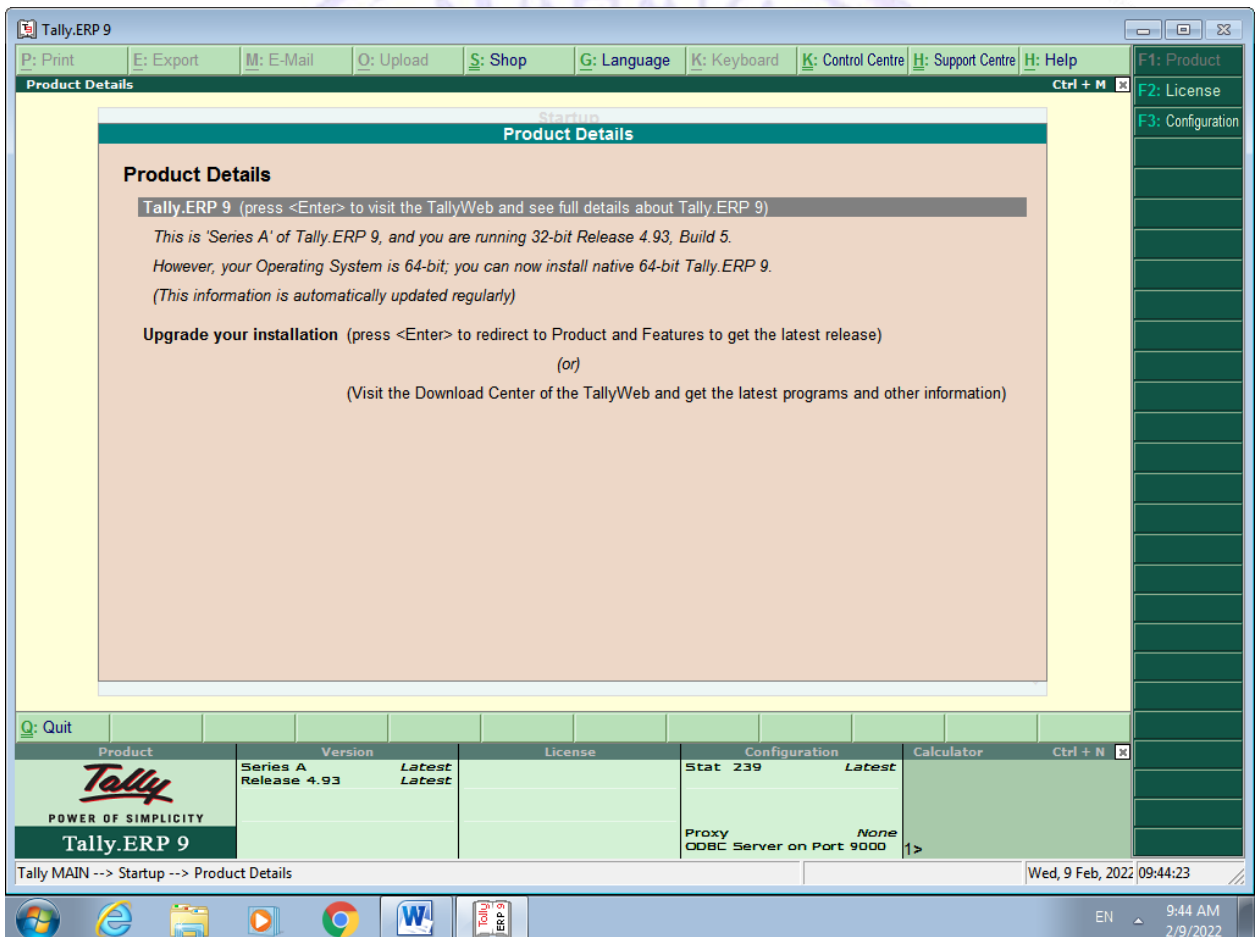 Tally.ERP 9
P: Print E: Export M: E-Mail O: Upload S: Shop G: Language K: Keyboard K: Control Centre H: Support Centre H: Help F1: Product
Product Details Ctrl + M
F2: License
F3: Configuration
Startup
Product Details
Product Details
Tally.ERP 9 (press <Enter> to visit the TallyWeb and see full details about Tally.ERP 9)
This is 'Series A' of Tally.ERP 9, and you are running 32-bit Release 4.93, Build 5.
However, your Operating System is 64-bit; you can now install native 64-bit Tally.ERP 9.
(This information is automatically updated regularly)
Upgrade your installation (press <Enter> to redirect to Product and Features to get the latest release)
(or)
(Visit the Download Center of the TallyWeb and get the latest programs and other information)
Q: Quit
Product Version License Configuration Calculator Ctrl + N
Tally
POWER OF SIMPLICITY
Tally.ERP 9
Series A Latest
Release 4.93 Latest
Stat 239 Latest
Proxy None
ODBC Server on Port 9000
1>
Tally MAIN --> Startup --> Product Details Wed, 9 Feb, 2022 09:44:23
W Tally ERP 9 EN 9:44 AM
2/9/2022